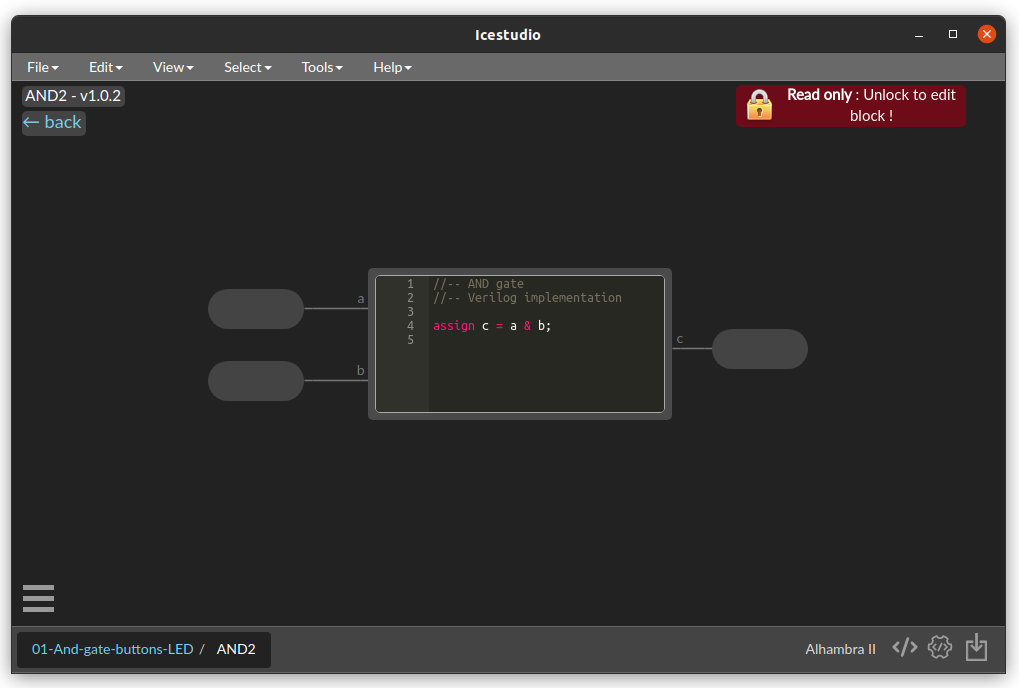 Icestudio
File Edit View Select Tools Help
AND2 - v1.0.2
← back
Read only : Unlock to edit
block !
a
b
c
1 //-- AND gate
2 //-- Verilog implementation
3
4 assign c = a & b;
5
01-And-gate-buttons-LED / AND2
Alhambra II